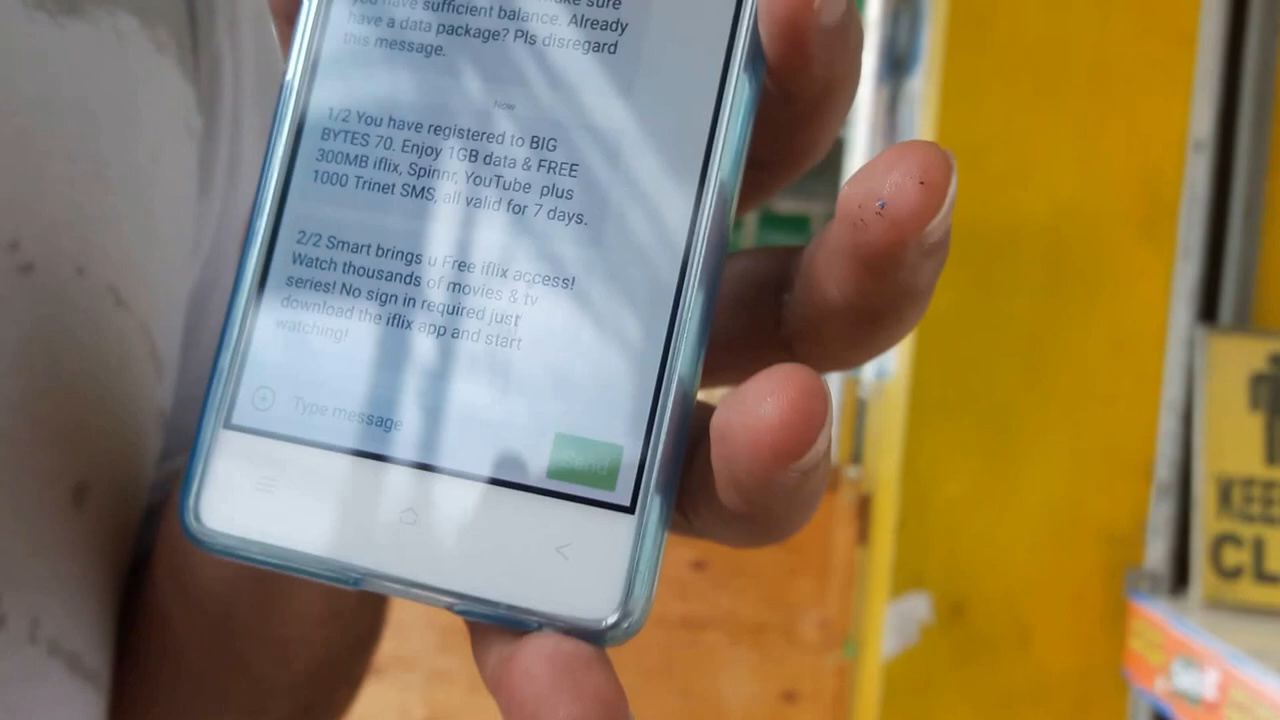 make sure
you have sufficient balance. Already
have a data package? Pls disregard
this message.
Now
1/2 You have registered to BIG
BYTES 70. Enjoy 1GB data & FREE
300MB iflix, Spinnr, YouTube plus
1000 Trinet SMS, all valid for 7 days.
2/2 Smart brings u Free iflix access!
Watch thousands of movies & tv
series! No sign in required just
download the iflix app and start
watching!
Type message
Send
KEE
CL